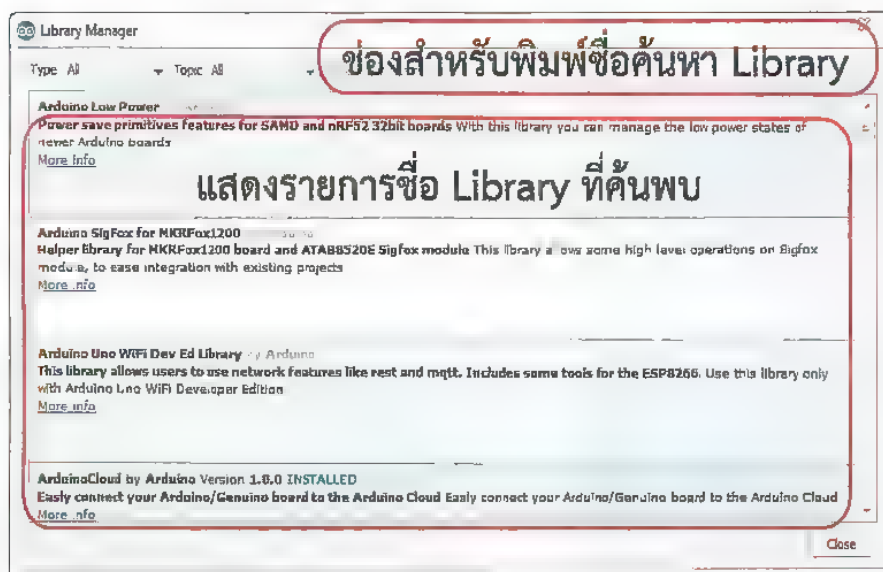 Library Manager
ช่องสำหรับพิมพ์ชื่อค้นหา Library
Type All Topic All
Arduino Low Power
Power save primitives features for SAMD and nRF52 32bit boards With this library you can manage the low power states of
newer Arduino boards
More info
แสดงรายการชื่อ Library ที่ค้นพบ
Arduino SigFox for MKRFox1200
Helper library for MKRFox1200 board and ATAB8520E Sigfox module This library allows some high level operations on Sigfox
module, to ease integration with existing projects
More info
Arduino Uno WiFi Dev Ed Library by Arduino
This library allows users to use network features like rest and mqtt. Includes some tools for the ESP8266. Use this library only
with Arduino Uno WiFi Developer Edition
More info
ArduinoCloud by Arduino Version 1.0.0 INSTALLED
Easly connect your Arduino/Genuino board to the Arduino Cloud Easly connect your Arduino/Genuino board to the Arduino Cloud
More info
Close